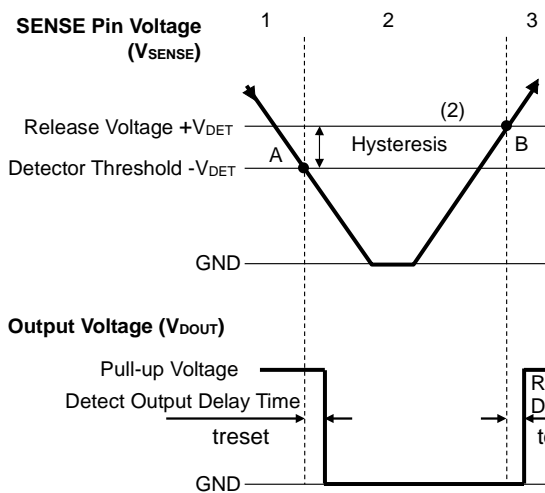 SENSE Pin Voltage
(VSENSE)
1 2 3
Release Voltage +VDET
(2)
A
Hysteresis
B
Detector Threshold -VDET
GND
Output Voltage (VDOUT)
Pull-up Voltage
Detect Output Delay Time
treset
GND